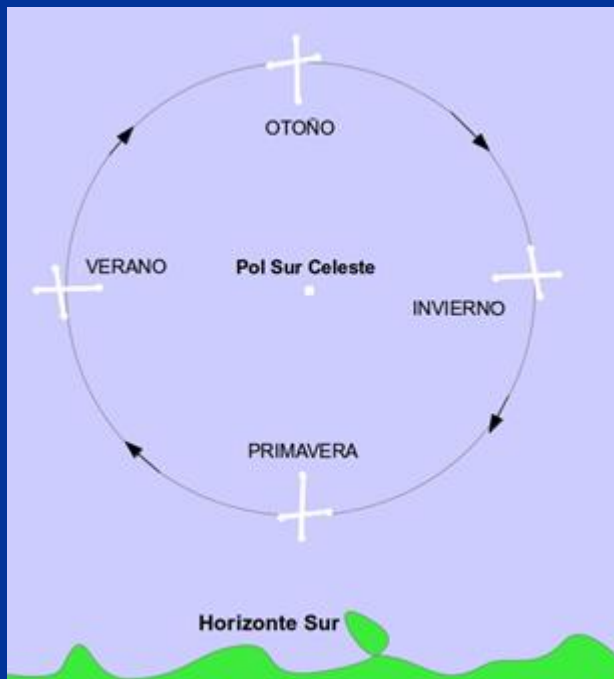 OTOÑO
VERANO
Pol Sur Celeste
INVIERNO
PRIMAVERA
Horizonte Sur